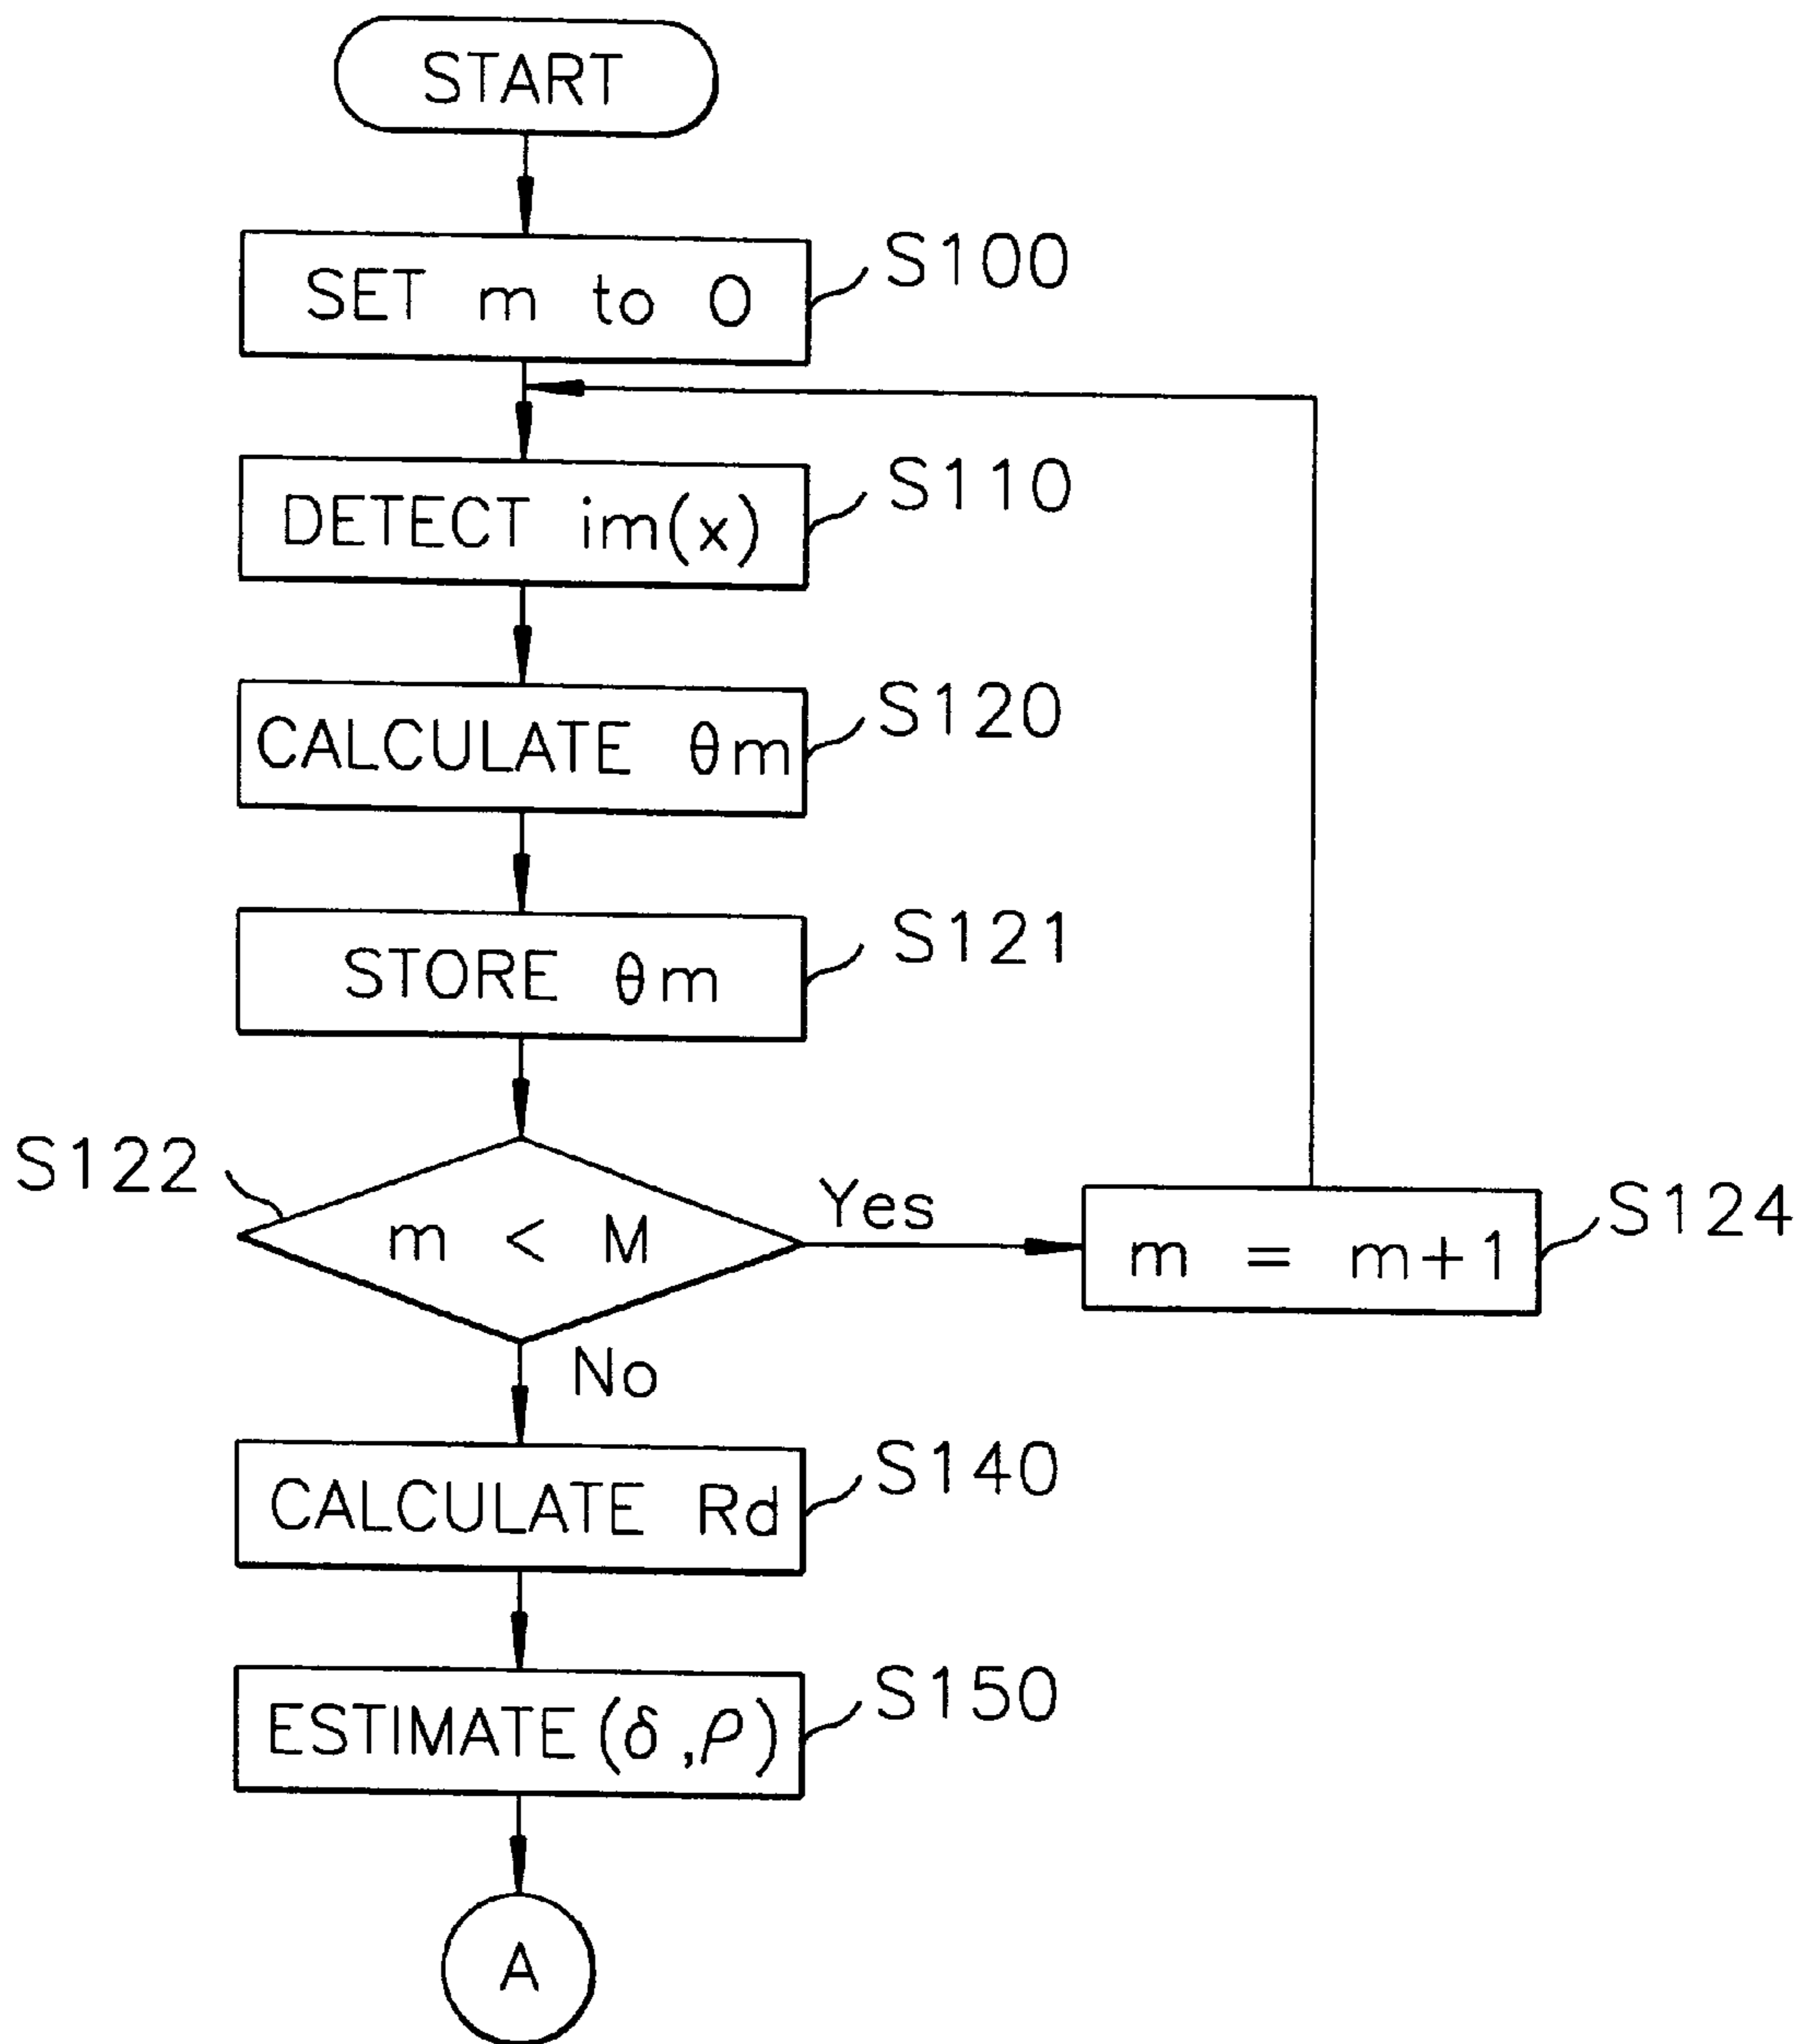 START
SET m to 0
S100
DETECT im(x)
S110
CALCULATE θm
S120
STORE θm
S121
S122
m < M
Yes
m = m+1
S124
No
CALCULATE Rd
S140
ESTIMATE(δ,ρ)
S150
A